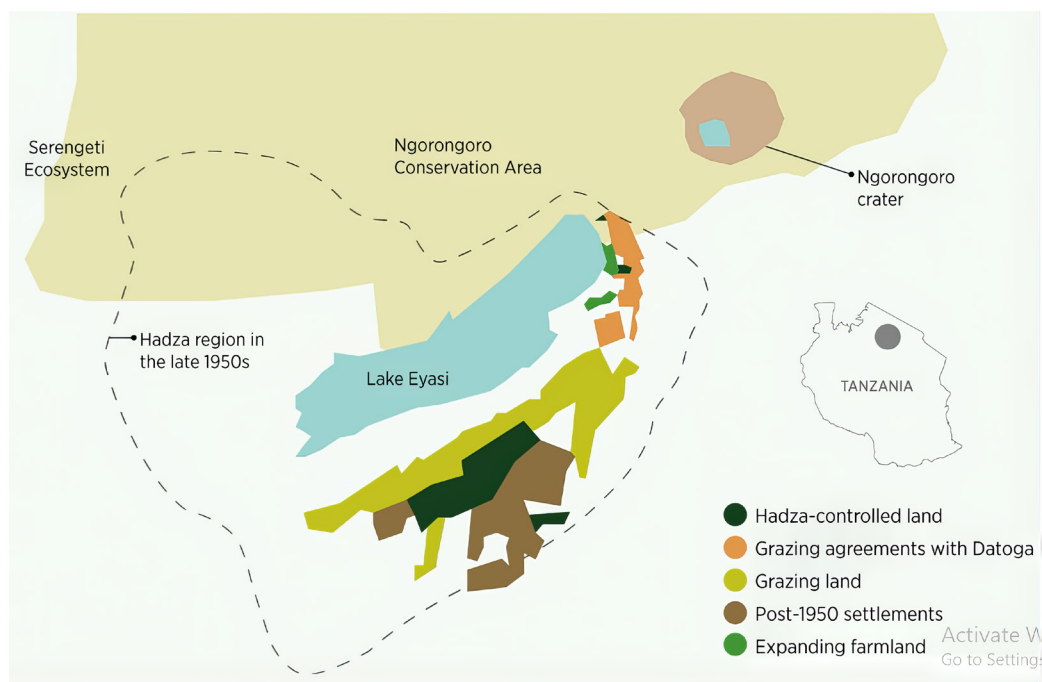 Serengeti
Ecosystem
Ngorongoro
Conservation Area
Ngorongoro
crater
Hadza region in
the late 1950s
Lake Eyasi
TANZANIA
Hadza-controlled land
Grazing agreements with Datoga
Grazing land
Post-1950 settlements
Expanding farmland
Activate W
Go to Settings